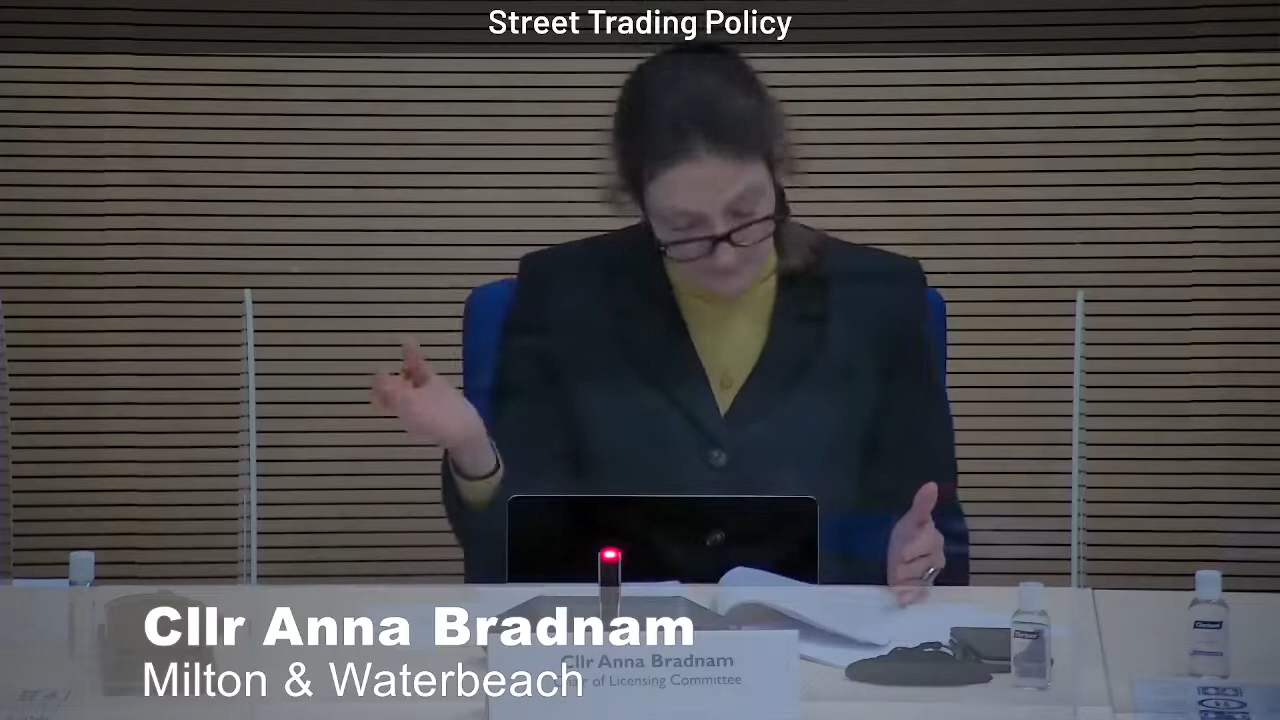 Street Trading Policy
Cllr Anna Bradnam
Milton & Waterbeach
Cllr Anna Bradnam
of Licensing Committee